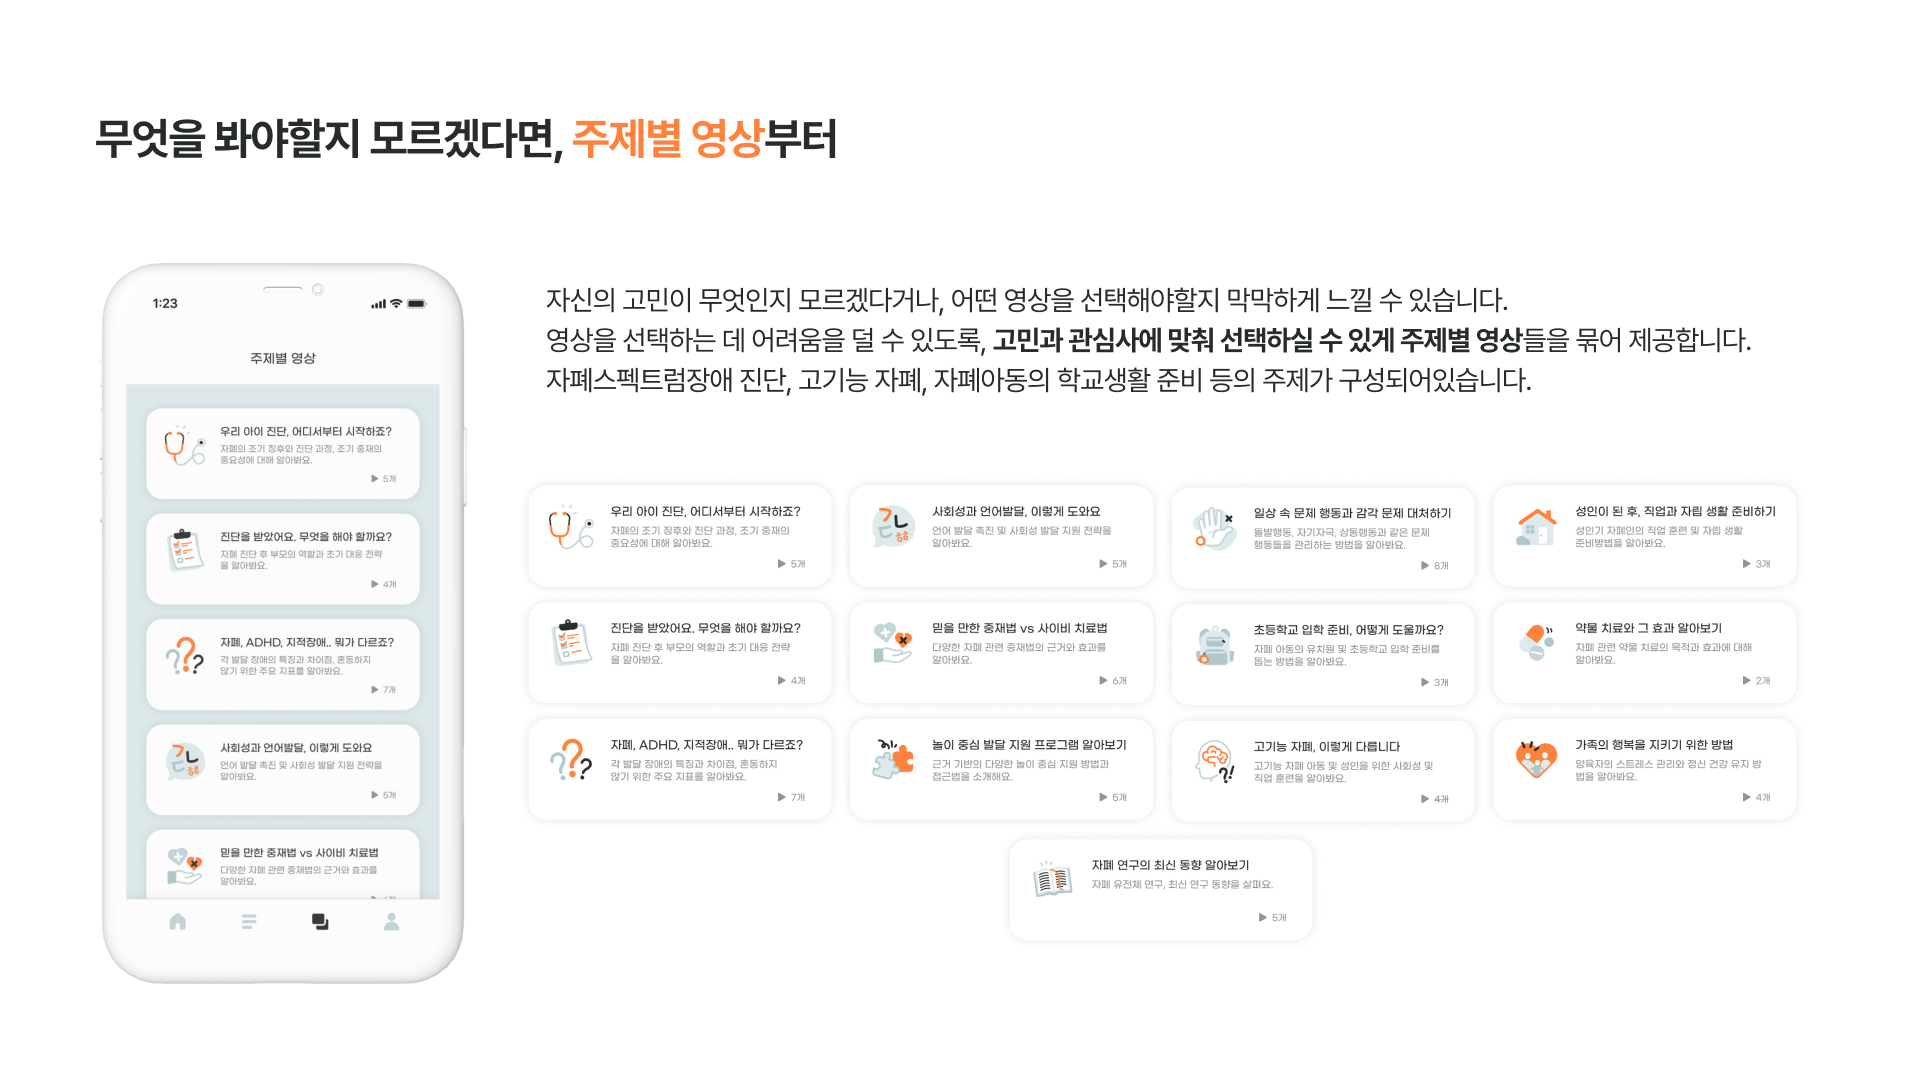 무엇을 봐야할지 모르겠다면, 주제별 영상부터
1:23
주제별 영상
우리 아이 진단, 어디서부터 시작하죠?
자폐의 조기 징후와 진단 과정, 조기 중재의
중요성에 대해 알아봐요.
5개
진단을 받았어요. 무엇을 해야 할까요?
자폐 진단 후 부모의 역할과 초기 대응 전략
을 알아봐요.
4개
자폐, ADHD, 지적장애.. 뭐가 다르죠?
각 발달 장애의 특징과 차이점, 혼동하지
않기 위한 주요 지표를 알아봐요.
7개
사회성과 언어발달, 이렇게 도와요
언어 발달 촉진 및 사회성 발달 지원 전략을
알아봐요.
5개
믿을 만한 중재법 vs 사이비 치료법
다양한 자폐 관련 중재법의 근거와 효과를
알아봐요.
자신의 고민이 무엇인지 모르겠다거나, 어떤 영상을 선택해야할지 막막하게 느낄 수 있습니다.
영상을 선택하는 데 어려움을 덜 수 있도록, 고민과 관심사에 맞춰 선택하실 수 있게 주제별 영상들을 묶어 제공합니다.
자폐스펙트럼장애 진단, 고기능 자폐, 자폐아동의 학교생활 준비 등의 주제가 구성되어있습니다.
우리 아이 진단, 어디서부터 시작하죠?
자폐의 조기 징후와 진단 과정, 조기 중재의
중요성에 대해 알아봐요.
5개
사회성과 언어발달, 이렇게 도와요
언어 발달 촉진 및 사회성 발달 지원 전략을
알아봐요.
5개
일상 속 문제 행동과 감각 문제 대처하기
돌발행동, 자기자극, 상동행동과 같은 문제
행동들을 관리하는 방법을 알아봐요.
8개
성인이 된 후, 직업과 자립 생활 준비하기
성인기 자폐인의 직업 훈련 및 자립 생활
준비방법을 알아봐요.
3개
진단을 받았어요. 무엇을 해야 할까요?
자폐 진단 후 부모의 역할과 초기 대응 전략
을 알아봐요.
4개
믿을 만한 중재법 vs 사이비 치료법
다양한 자폐 관련 중재법의 근거와 효과를
알아봐요.
6개
초등학교 입학 준비, 어떻게 도울까요?
자폐 아동의 유치원 및 초등학교 입학 준비를
돕는 방법을 알아봐요.
3개
약물 치료와 그 효과 알아보기
자폐 관련 약물 치료의 목적과 효과에 대해
알아봐요.
2개
자폐, ADHD, 지적장애.. 뭐가 다르죠?
각 발달 장애의 특징과 차이점, 혼동하지
않기 위한 주요 지표를 알아봐요.
7개
놀이 중심 발달 지원 프로그램 알아보기
근거 기반의 다양한 놀이 중심 지원 방법과
접근법을 소개해요.
5개
고기능 자폐, 이렇게 다릅니다
고기능 자폐 아동 및 성인을 위한 사회성 및
직업 훈련을 알아봐요.
4개
가족의 행복을 지키기 위한 방법
양육자의 스트레스 관리와 정신 건강 유지 방
법을 알아봐요.
4개
자폐 연구의 최신 동향 알아보기
자폐 유전체 연구, 최신 연구 동향을 살펴요.
5개